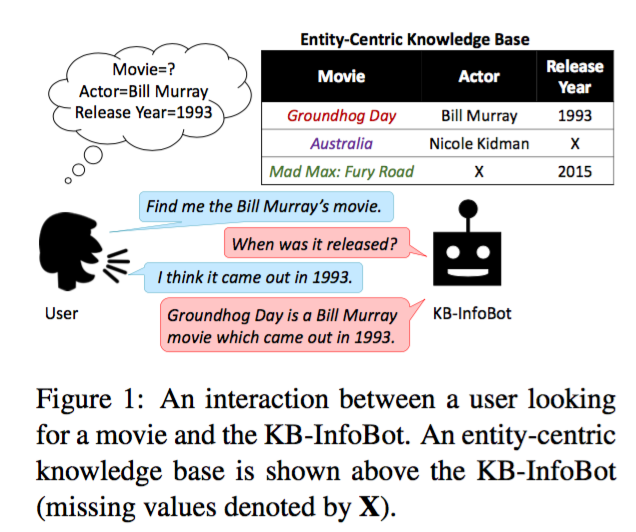 Entity-Centric Knowledge Base
Movie Actor Release Year
Groundhog Day Bill Murray 1993
Australia Nicole Kidman X
Mad Max: Fury Road X 2015
Movie=?
Actor=Bill Murray
Release Year=1993
Find me the Bill Murray’s movie.
When was it released?
I think it came out in 1993.
Groundhog Day is a Bill Murray
movie which came out in 1993.
User
KB-InfoBot
Figure 1: An interaction between a user looking
for a movie and the KB-InfoBot. An entity-centric
knowledge base is shown above the KB-InfoBot
(missing values denoted by X).